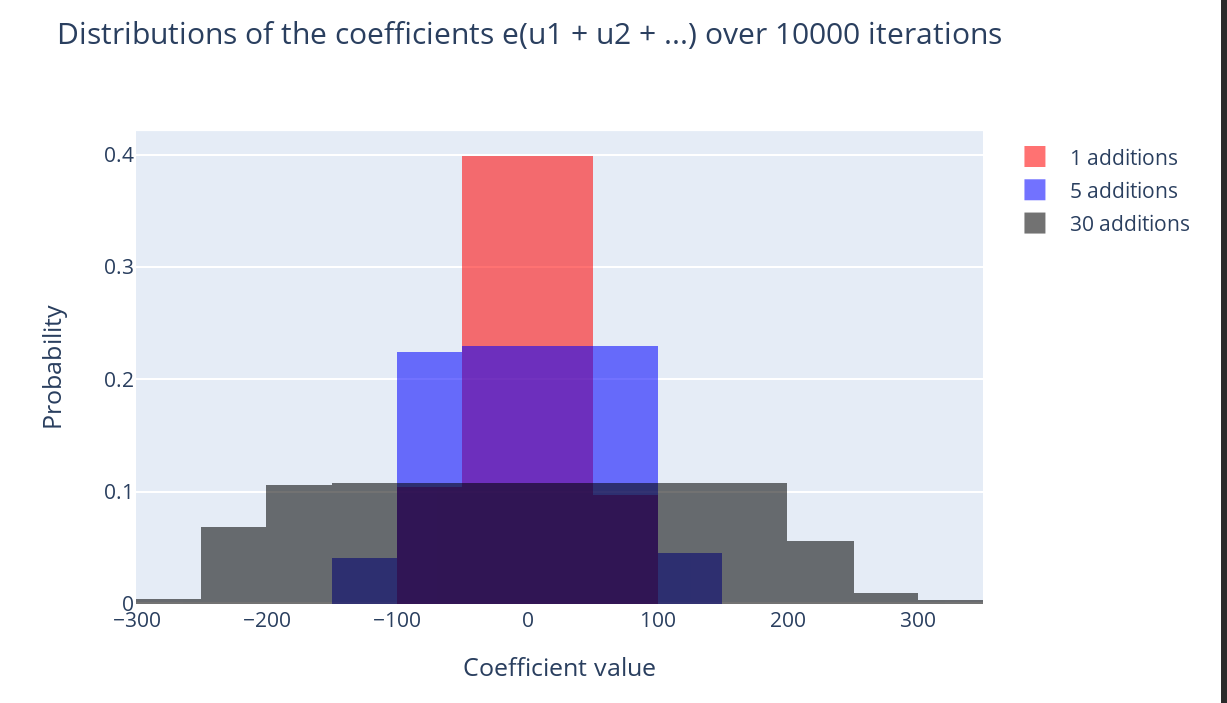 Distributions of the coefficients e(u1 + u2 + ...) over 10000 iterations
1 additions
5 additions
30 additions
Probability
0.4
0.3
0.2
0.1
0
−300 −200 −100 0 100 200 300
Coefficient value